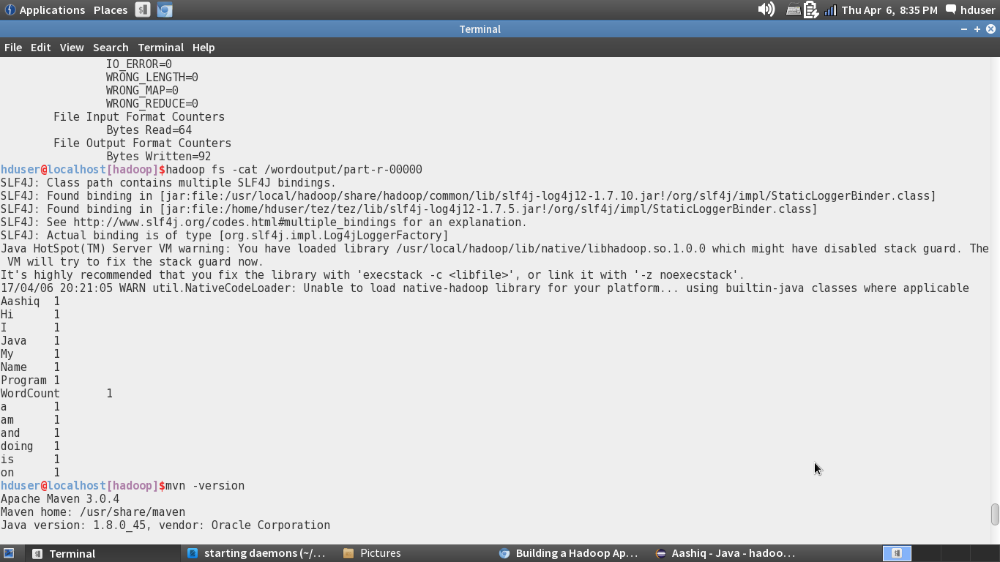 Applications Places Thu Apr 6, 8:35 PM hduser
Terminal
File Edit View Search Terminal Help
IO_ERROR=0
WRONG_LENGTH=0
WRONG_MAP=0
WRONG_REDUCE=0
File Input Format Counters
Bytes Read=64
File Output Format Counters
Bytes Written=92
hduser@localhost[hadoop]$hadoop fs -cat /wordoutput/part-r-00000
SLF4J: Class path contains multiple SLF4J bindings.
SLF4J: Found binding in [jar:file:/usr/local/hadoop/share/hadoop/common/lib/slf4j-log4j12-1.7.10.jar!/org/slf4j/impl/StaticLoggerBinder.class]
SLF4J: Found binding in [jar:file:/home/hduser/tez/tez/lib/slf4j-log4j12-1.7.5.jar!/org/slf4j/impl/StaticLoggerBinder.class]
SLF4J: See http://www.slf4j.org/codes.html#multiple_bindings for an explanation.
SLF4J: Actual binding is of type [org.slf4j.impl.Log4jLoggerFactory]
Java HotSpot(TM) Server VM warning: You have loaded library /usr/local/hadoop/lib/native/libhadoop.so.1.0.0 which might have disabled stack guard. The
VM will try to fix the stack guard now.
It's highly recommended that you fix the library with 'execstack -c <libfile>', or link it with '-z noexecstack'.
17/04/06 20:21:05 WARN util.NativeCodeLoader: Unable to load native-hadoop library for your platform... using builtin-java classes where applicable
Aashiq 1
Hi 1
I 1
Java 1
My 1
Name 1
Program 1
WordCount 1
a 1
am 1
and 1
doing 1
is 1
on 1
hduser@localhost[hadoop]$mvn -version
Apache Maven 3.0.4
Maven home: /usr/share/maven
Java version: 1.8.0_45, vendor: Oracle Corporation
Terminal starting daemons (~/... Pictures Building a Hadoop Ap... Aashiq - Java - hadoo...